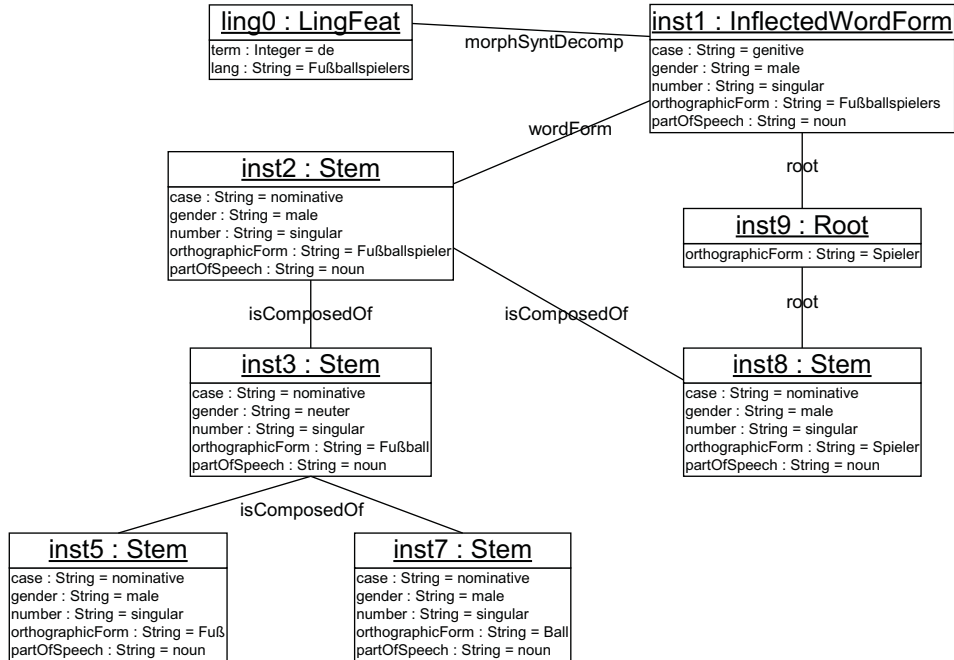 ling0 : LingFeat
term : Integer = de
lang : String = Fußballspielers
morphSyntDecomp
inst1 : InflectedWordForm
case : String = genitive
gender : String = male
number : String = singular
orthographicForm : String = Fußballspielers
partOfSpeech : String = noun
wordForm
root
inst2 : Stem
case : String = nominative
gender : String = male
number : String = singular
orthographicForm : String = Fußballspieler
partOfSpeech : String = noun
inst9 : Root
orthographicForm : String = Spieler
isComposedOf
isComposedOf
root
inst3 : Stem
case : String = nominative
gender : String = neuter
number : String = singular
orthographicForm : String = Fußball
partOfSpeech : String = noun
inst8 : Stem
case : String = nominative
gender : String = male
number : String = singular
orthographicForm : String = Spieler
partOfSpeech : String = noun
isComposedOf
inst5 : Stem
case : String = nominative
gender : String = male
number : String = singular
orthographicForm : String = Fuß
partOfSpeech : String = noun
inst7 : Stem
case : String = nominative
gender : String = male
number : String = singular
orthographicForm : String = Ball
partOfSpeech : String = noun